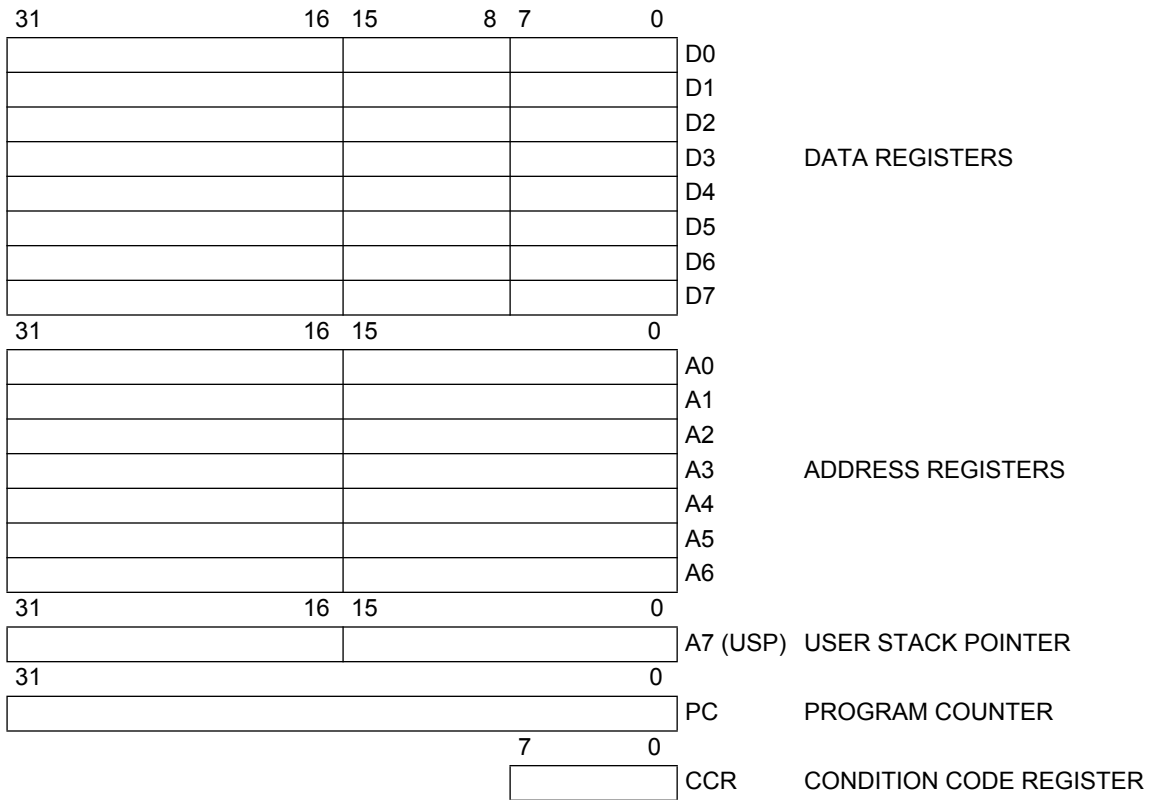 31 16 15 8 7 0
D0
D1
D2
D3 DATA REGISTERS
D4
D5
D6
D7
31 16 15 0
A0
A1
A2
A3 ADDRESS REGISTERS
A4
A5
A6
31 16 15 0
A7 (USP) USER STACK POINTER
31 0
PC PROGRAM COUNTER
7 0
CCR CONDITION CODE REGISTER